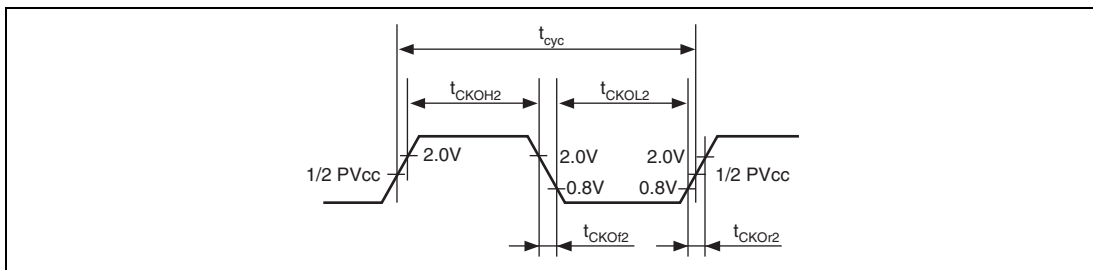 tcyc
tCKOH2 tCKOL2
2.0V 2.0V 2.0V
1/2 PVcc 1/2 PVcc
0.8V 0.8V
tCKOf2 tCKOr2